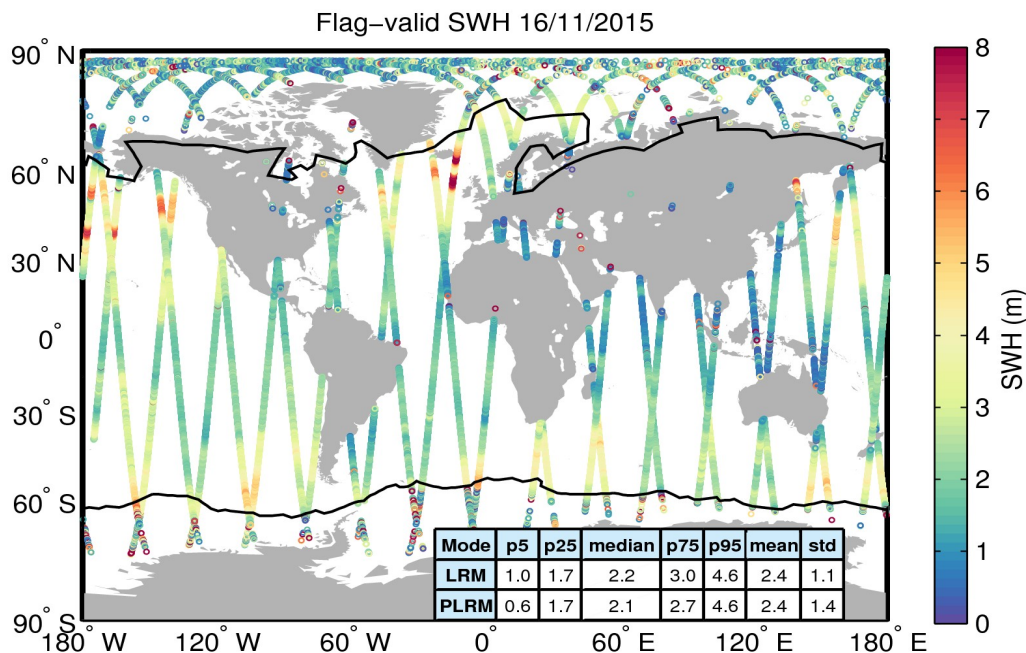 Flag−valid SWH 16/11/2015
90° N
60° N
30° N
0°
30° S
60° S
90° S
180° W
120° W
60° W
0°
60° E
120° E
180° E
Mode p5 p25 median p75 p95 mean std
LRM 1.0 1.7 2.2 3.0 4.6 2.4 1.1
PLRM 0.6 1.7 2.1 2.7 4.6 2.4 1.4
8
7
6
5
4
3
2
1
0
SWH (m)